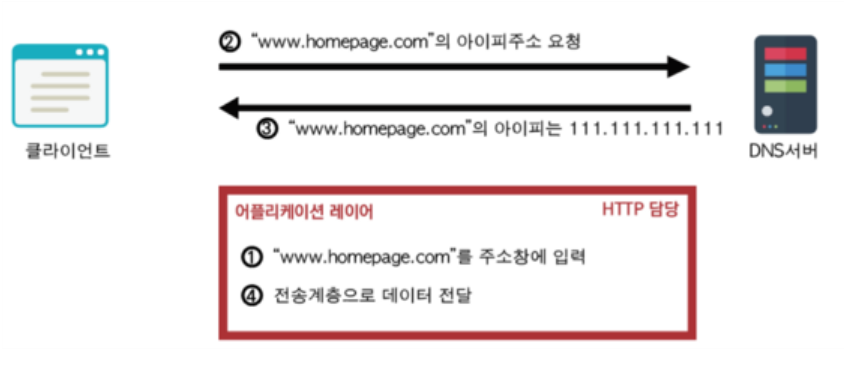 ② "www.homepage.com"의 아이피주소 요청
③ "www.homepage.com"의 아이피는 111.111.111.111
클라이언트
DNS서버
어플리케이션 레이어
HTTP 담당
① "www.homepage.com"를 주소창에 입력
④ 전송계층으로 데이터 전달